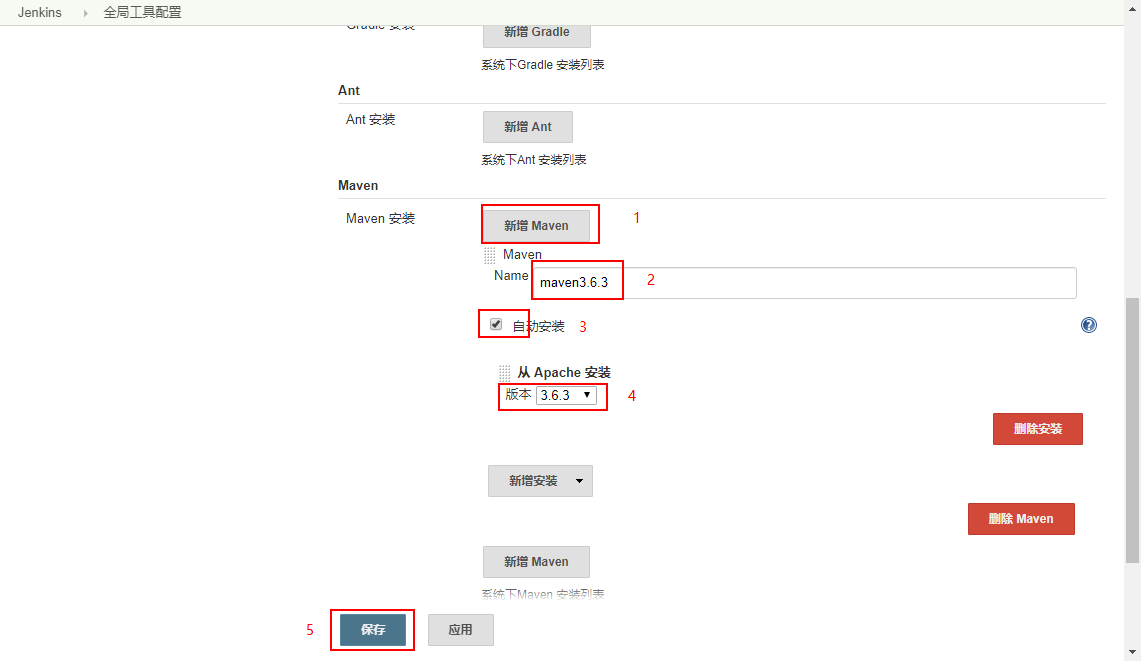 Jenkins 全局工具配置
Gradle 安装
新增 Gradle
系统下Gradle 安装列表
Ant
Ant 安装
新增 Ant
系统下Ant 安装列表
Maven
Maven 安装
新增 Maven 1
Maven
Name maven3.6.3 2
自动安装 3
从 Apache 安装
版本 3.6.3 4
删除安装
新增安装
删除 Maven
新增 Maven
系统下Maven 安装列表
5 保存 应用